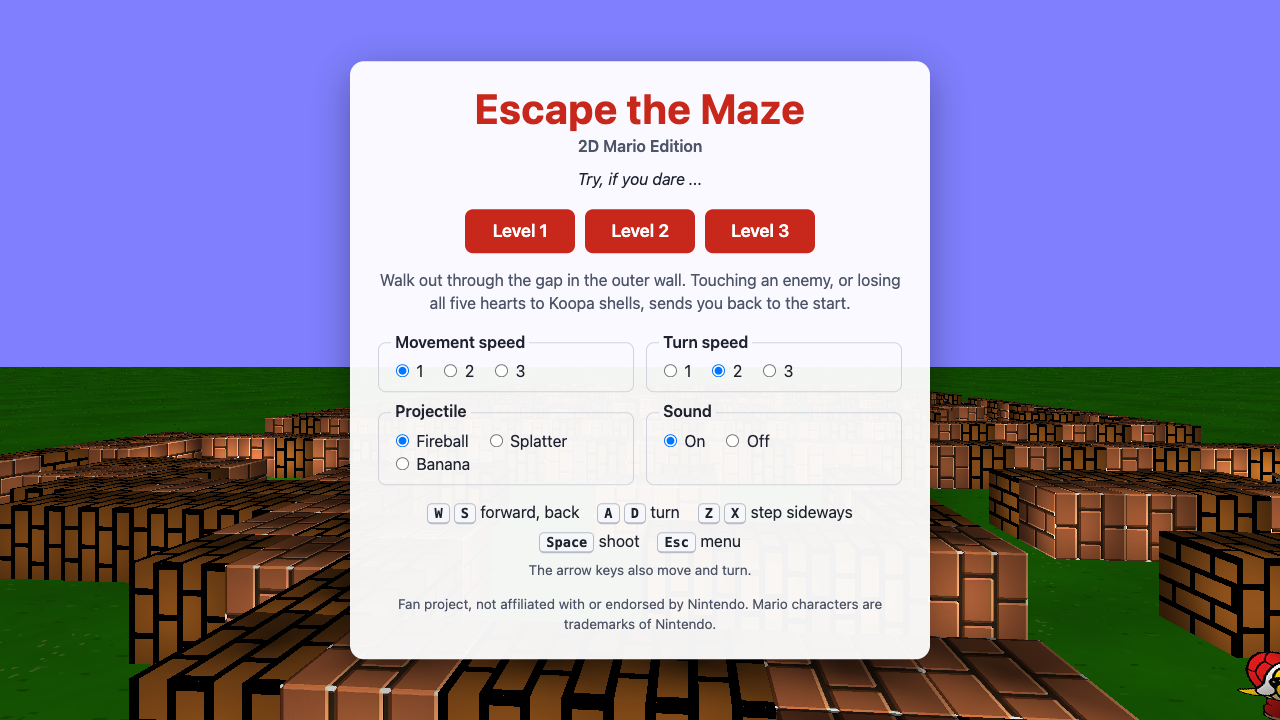 Escape the Maze
2D Mario Edition
Try, if you dare ...
Level 1 Level 2 Level 3
Walk out through the gap in the outer wall. Touching an enemy, or losing
all five hearts to Koopa shells, sends you back to the start.
Movement speed
1 2 3
Turn speed
1 2 3
Projectile
Fireball Splatter
Banana
Sound
On Off
W S forward, back A D turn Z X step sideways
Space shoot Esc menu
The arrow keys also move and turn.
Fan project, not affiliated with or endorsed by Nintendo. Mario characters are
trademarks of Nintendo.